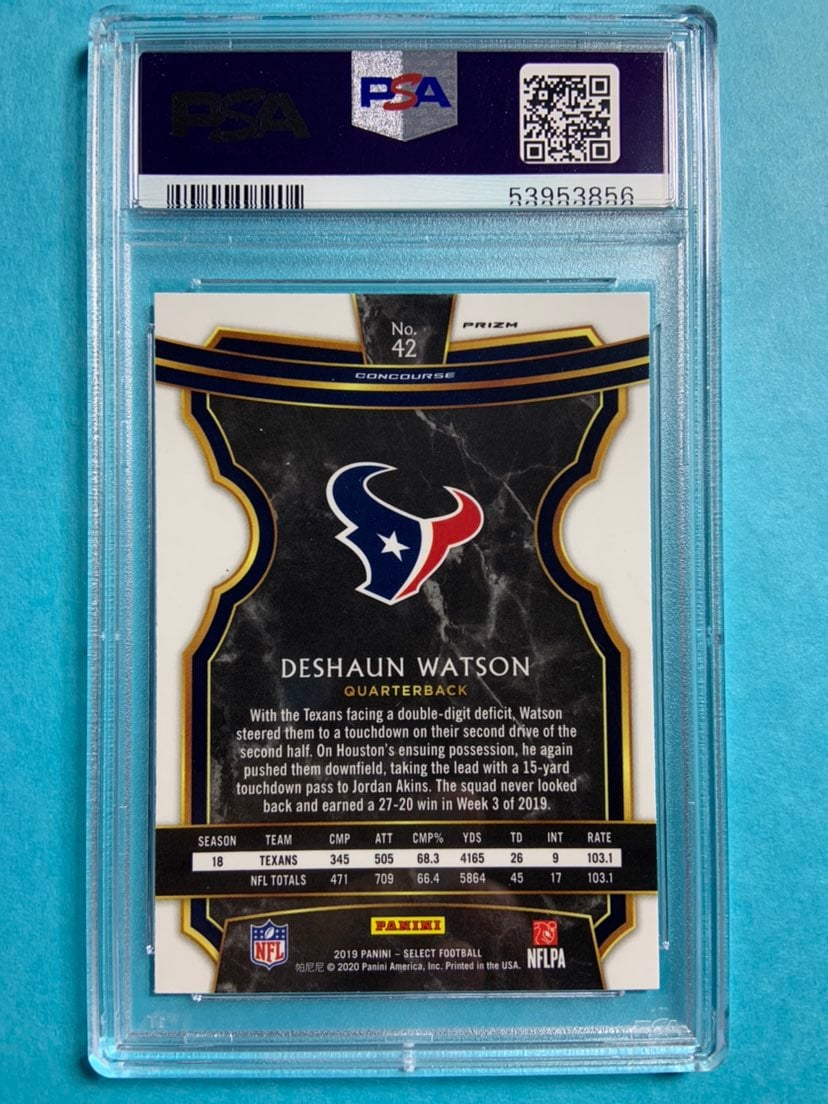 PSA
PSA
53953856
No.
42
PRIZM
CONCOURSE
DESHAUN WATSON
QUARTERBACK
With the Texans facing a double-digit deficit, Watson
steered them to a touchdown on their second drive of the
second half. On Houston's ensuing possession, he again
pushed them downfield, taking the lead with a 15-yard
touchdown pass to Jordan Akins. The squad never looked
back and earned a 27-20 win in Week 3 of 2019.
SEASON TEAM CMP ATT CMP% YDS TD INT RATE
18 TEXANS 345 505 68.3 4165 26 9 103.1
NFL TOTALS 471 709 66.4 5864 45 17 103.1
NFL
PANINI
NFLPA
2019 PANINI – SELECT FOOTBALL
帕尼尼 © 2020 Panini America, Inc. Printed in the USA.